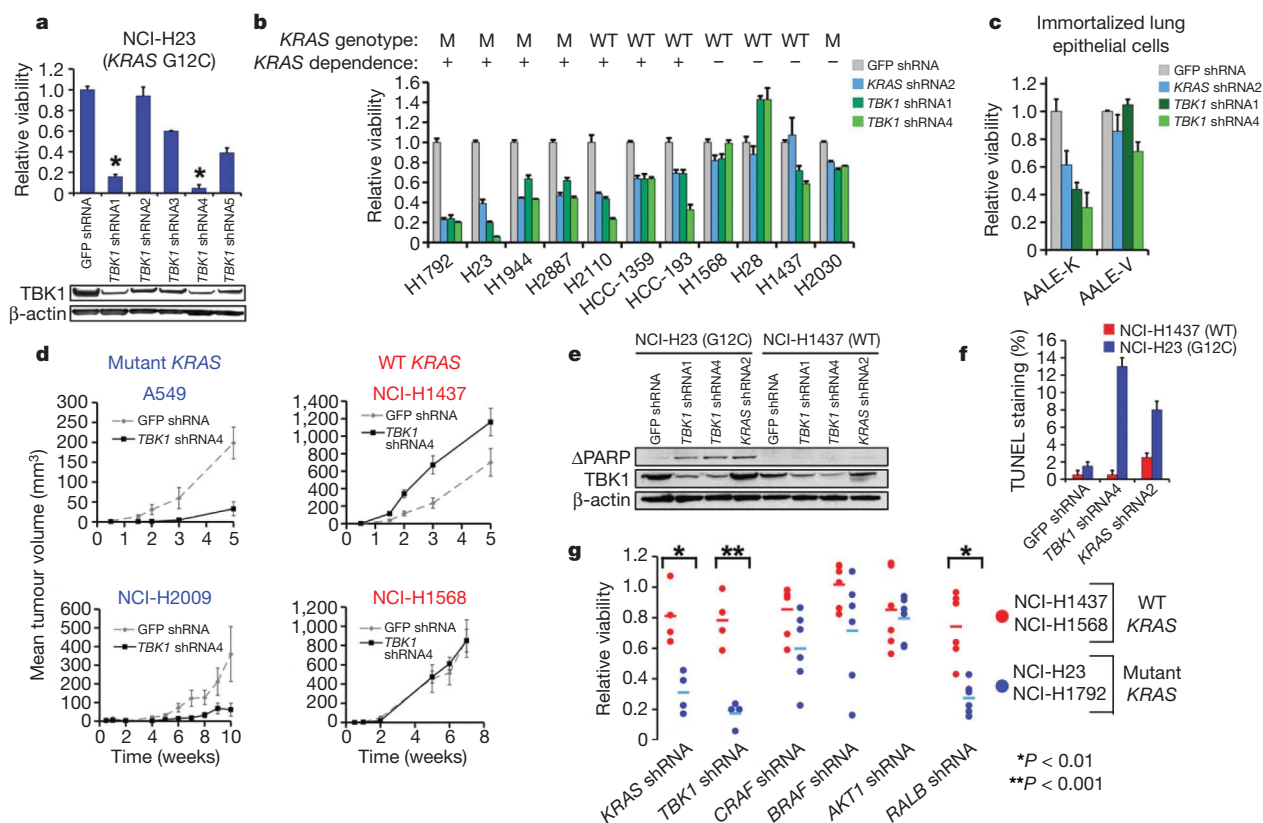 a
NCI-H23
(KRAS G12C)
Relative viability
1.2
1.0
0.8
0.6
0.4
0.2
0
*
*
GFP shRNA
TBK1 shRNA1
TBK1 shRNA2
TBK1 shRNA3
TBK1 shRNA4
TBK1 shRNA5
TBK1
β-actin
b
KRAS genotype: M M M M WT WT WT WT WT WT M
KRAS dependence: + + + + + + + – – – –
Relative viability
1.6
1.4
1.2
1.0
0.8
0.6
0.4
0.2
0
GFP shRNA
KRAS shRNA2
TBK1 shRNA1
TBK1 shRNA4
H1792
H23
H1944
H2887
H2110
HCC-1359
HCC-193
H1568
H28
H1437
H2030
c
Immortalized lung
epithelial cells
GFP shRNA
KRAS shRNA2
TBK1 shRNA1
TBK1 shRNA4
Relative viability
1.2
1.0
0.8
0.6
0.4
0.2
0
AALE-K
AALE-V
d
Mutant KRAS
WT KRAS
Mean tumour volume (mm³)
A549
300
250
200
150
100
50
0
GFP shRNA
TBK1 shRNA4
0 1 2 3 4 5
NCI-H1437
1,400
1,200
1,000
800
600
400
200
0
GFP shRNA
TBK1
shRNA4
0 1 2 3 4 5
NCI-H2009
600
500
400
300
200
100
0
GFP shRNA
TBK1 shRNA4
0 2 4 6 8 10
Time (weeks)
NCI-H1568
1,200
1,000
800
600
400
200
0
GFP shRNA
TBK1
shRNA4
0 2 4 6 8
Time (weeks)
e
NCI-H23 (G12C) NCI-H1437 (WT)
GFP shRNA
TBK1 shRNA1
TBK1 shRNA4
KRAS shRNA2
GFP shRNA
TBK1 shRNA1
TBK1 shRNA4
KRAS shRNA2
ΔPARP
TBK1
β-actin
f
NCI-H1437 (WT)
NCI-H23 (G12C)
TUNEL staining (%)
14
12
10
8
6
4
2
0
GFP shRNA
TBK1 shRNA4
KRAS shRNA2
g
Relative viability
1.2
1.0
0.8
0.6
0.4
0.2
0
* ** *
KRAS shRNA
TBK1 shRNA
CRAF shRNA
BRAF shRNA
AKT1 shRNA
RALB shRNA
NCI-H1437
NCI-H1568
WT
KRAS
NCI-H23
NCI-H1792
Mutant
KRAS
*P < 0.01
**P < 0.001